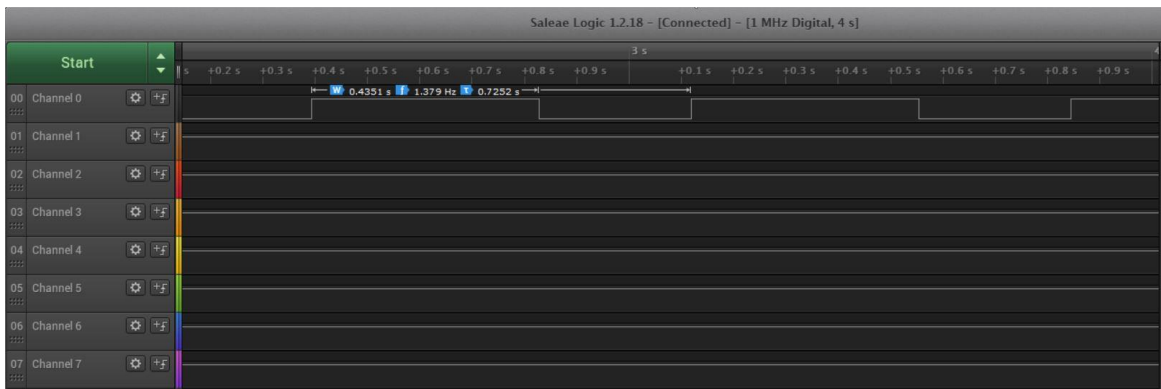 Saleae Logic 1.2.18 - [Connected] - [1 MHz Digital, 4 s]
Start
3 s
4
s +0.2 s +0.3 s +0.4 s +0.5 s +0.6 s +0.7 s +0.8 s +0.9 s +0.1 s +0.2 s +0.3 s +0.4 s +0.5 s +0.6 s +0.7 s +0.8 s +0.9 s
00 Channel 0
W 0.4351 s f 1.379 Hz T 0.7252 s
01 Channel 1
02 Channel 2
03 Channel 3
04 Channel 4
05 Channel 5
06 Channel 6
07 Channel 7